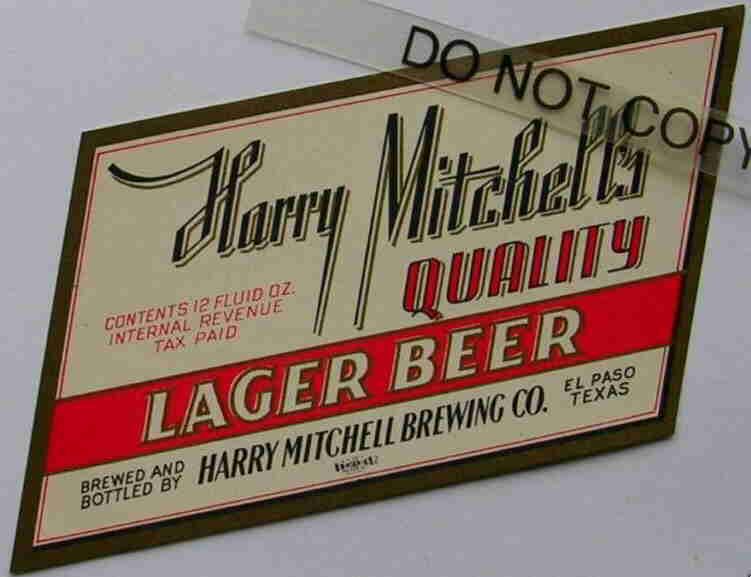 DO NOT COPY
Harry Mitchell's
QUALITY
CONTENTS 12 FLUID OZ.
INTERNAL REVENUE
TAX PAID
LAGER BEER
BREWED AND
BOTTLED BY
HARRY MITCHELL BREWING CO.
EL PASO
TEXAS